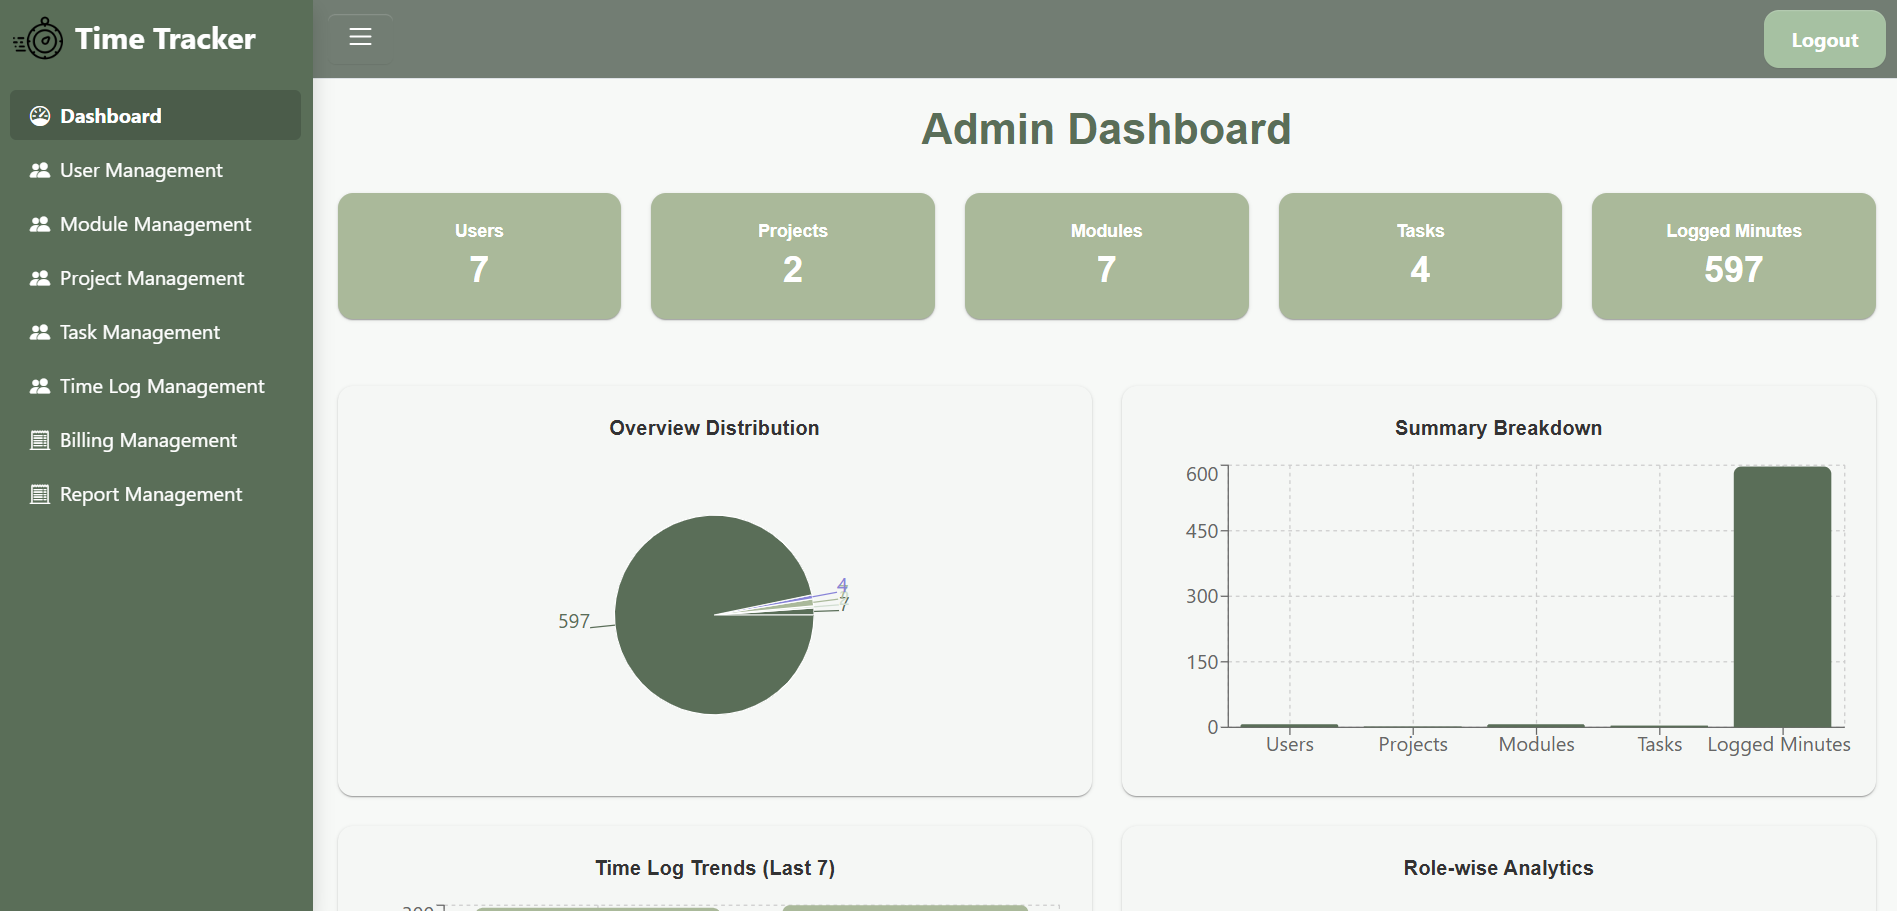 Time Tracker
Logout
Dashboard
User Management
Module Management
Project Management
Task Management
Time Log Management
Billing Management
Report Management
Admin Dashboard
Users
7
Projects
2
Modules
7
Tasks
4
Logged Minutes
597
Overview Distribution
597
4
7
Summary Breakdown
600
450
300
150
0
Users
Projects
Modules
Tasks
Logged Minutes
Time Log Trends (Last 7)
Role-wise Analytics